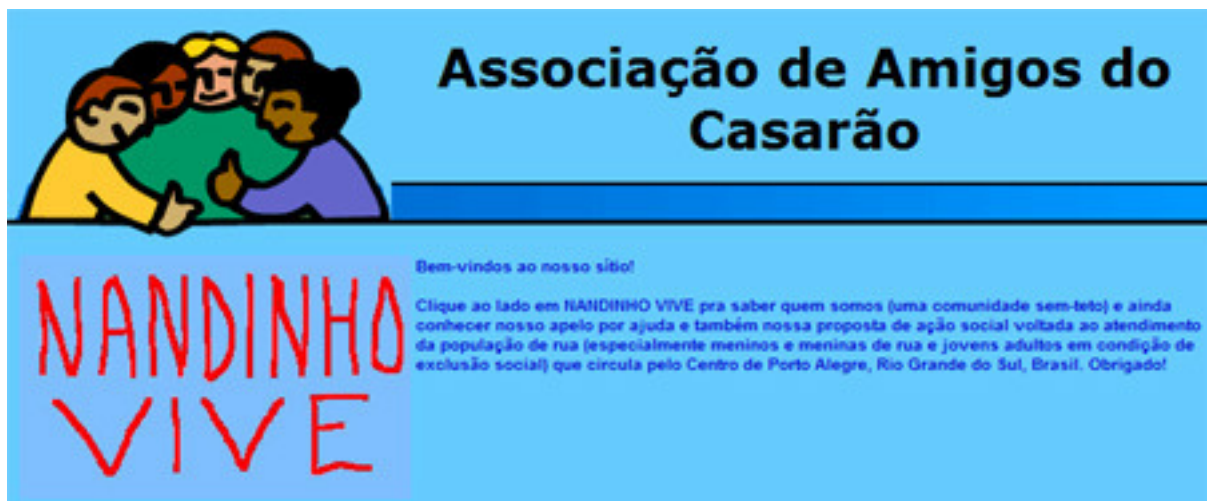 Associação de Amigos do
Casarão
NANDINHO
VIVE
Bem-vindos ao nosso sítio!
Clique ao lado em NANDINHO VIVE pra saber quem somos (uma comunidade sem-teto) e ainda
conhecer nosso apelo por ajuda e também nossa proposta de ação social voltada ao atendimento
da população de rua (especialmente meninos e meninas de rua e jovens adultos em condição de
exclusão social) que circula pelo Centro de Porto Alegre, Rio Grande do Sul, Brasil. Obrigado!